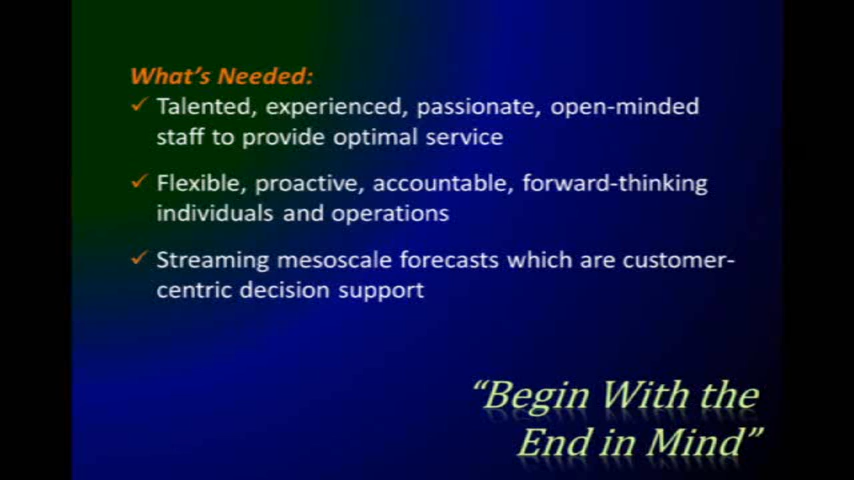 What's Needed:
✓ Talented, experienced, passionate, open-minded
staff to provide optimal service
✓ Flexible, proactive, accountable, forward-thinking
individuals and operations
✓ Streaming mesoscale forecasts which are customer-
centric decision support
“Begin With the
End in Mind”